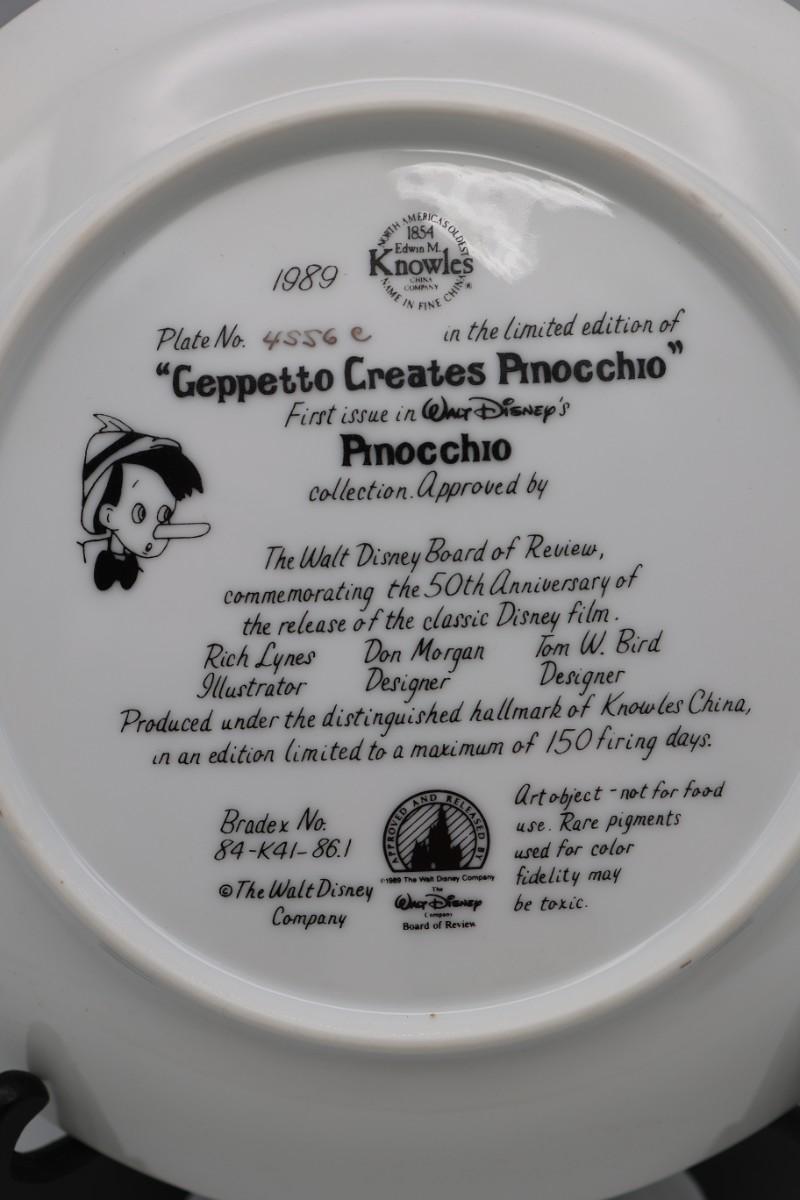 NORTH AMERICA'S OLDEST
1854
Edwin M.
Knowles
CHINA
COMPANY
®
NAME IN FINE CHINA
1989
Plate No. 4556 C in the limited edition of
“Geppetto Creates Pinocchio”
First issue in Walt Disney's
Pinocchio
collection. Approved by
The Walt Disney Board of Review,
commemorating the 50th Anniversary of
the release of the classic Disney film.
Rich Lynes Don Morgan Tom W. Bird
Illustrator Designer Designer
Produced under the distinguished hallmark of Knowles China,
in an edition limited to a maximum of 150 firing days.
Bradex No.
84-K41-86.1
©The Walt Disney
Company
APPROVED AND RELEASED BY
©1989 The Walt Disney Company
The
Walt Disney
Company
Board of Review
Art object - not for food
use. Rare pigments
used for color
fidelity may
be toxic.